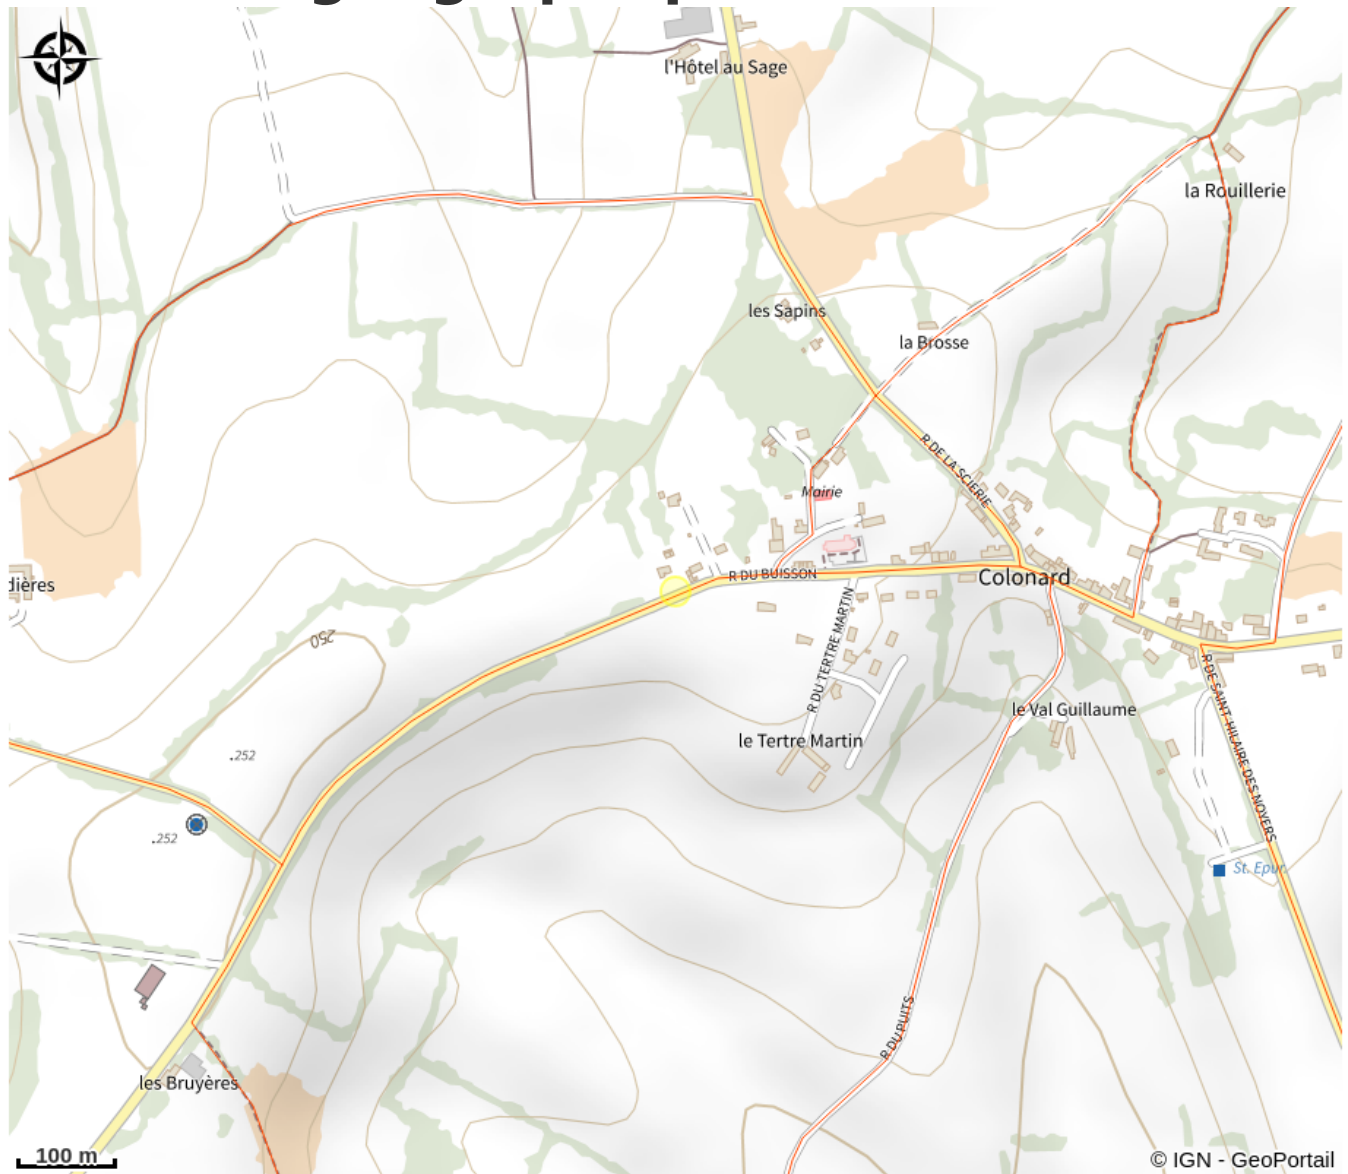 l'Hôtel au Sage
la Rouillerie
les Sapins
la Brosse
R DE LA SCIERIE
Mairie
R DU BUISSON
Colonard
dières
250
R DU TERTRE MARTIN
.252
le Val Guillaume
le Tertre Martin
R DE SAINT HILAIRE DES NOYERS
.252
St. Epur.
R DU PUITS
les Bruyères
100 m
© IGN - GeoPortail